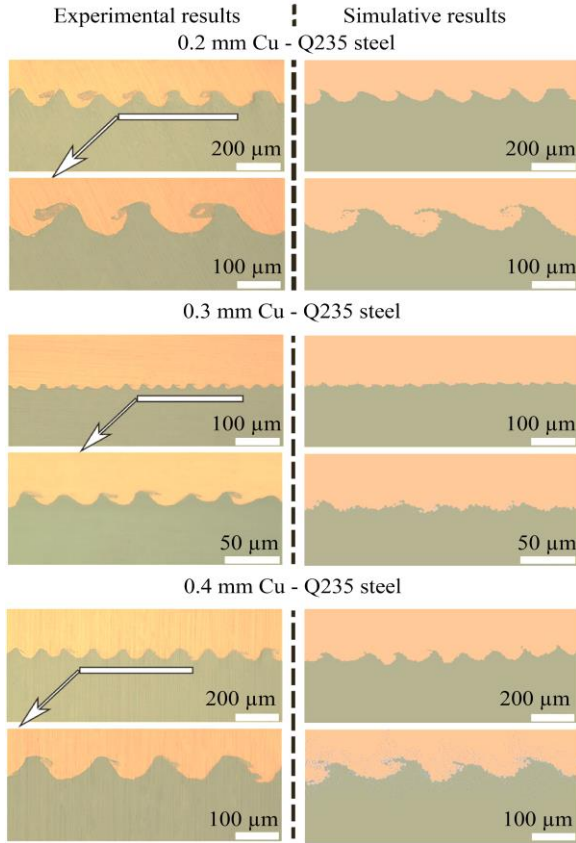 Experimental results Simulative results
0.2 mm Cu - Q235 steel
200 µm 200 µm
100 µm 100 µm
0.3 mm Cu - Q235 steel
100 µm 100 µm
50 µm 50 µm
0.4 mm Cu - Q235 steel
200 µm 200 µm
100 µm 100 µm